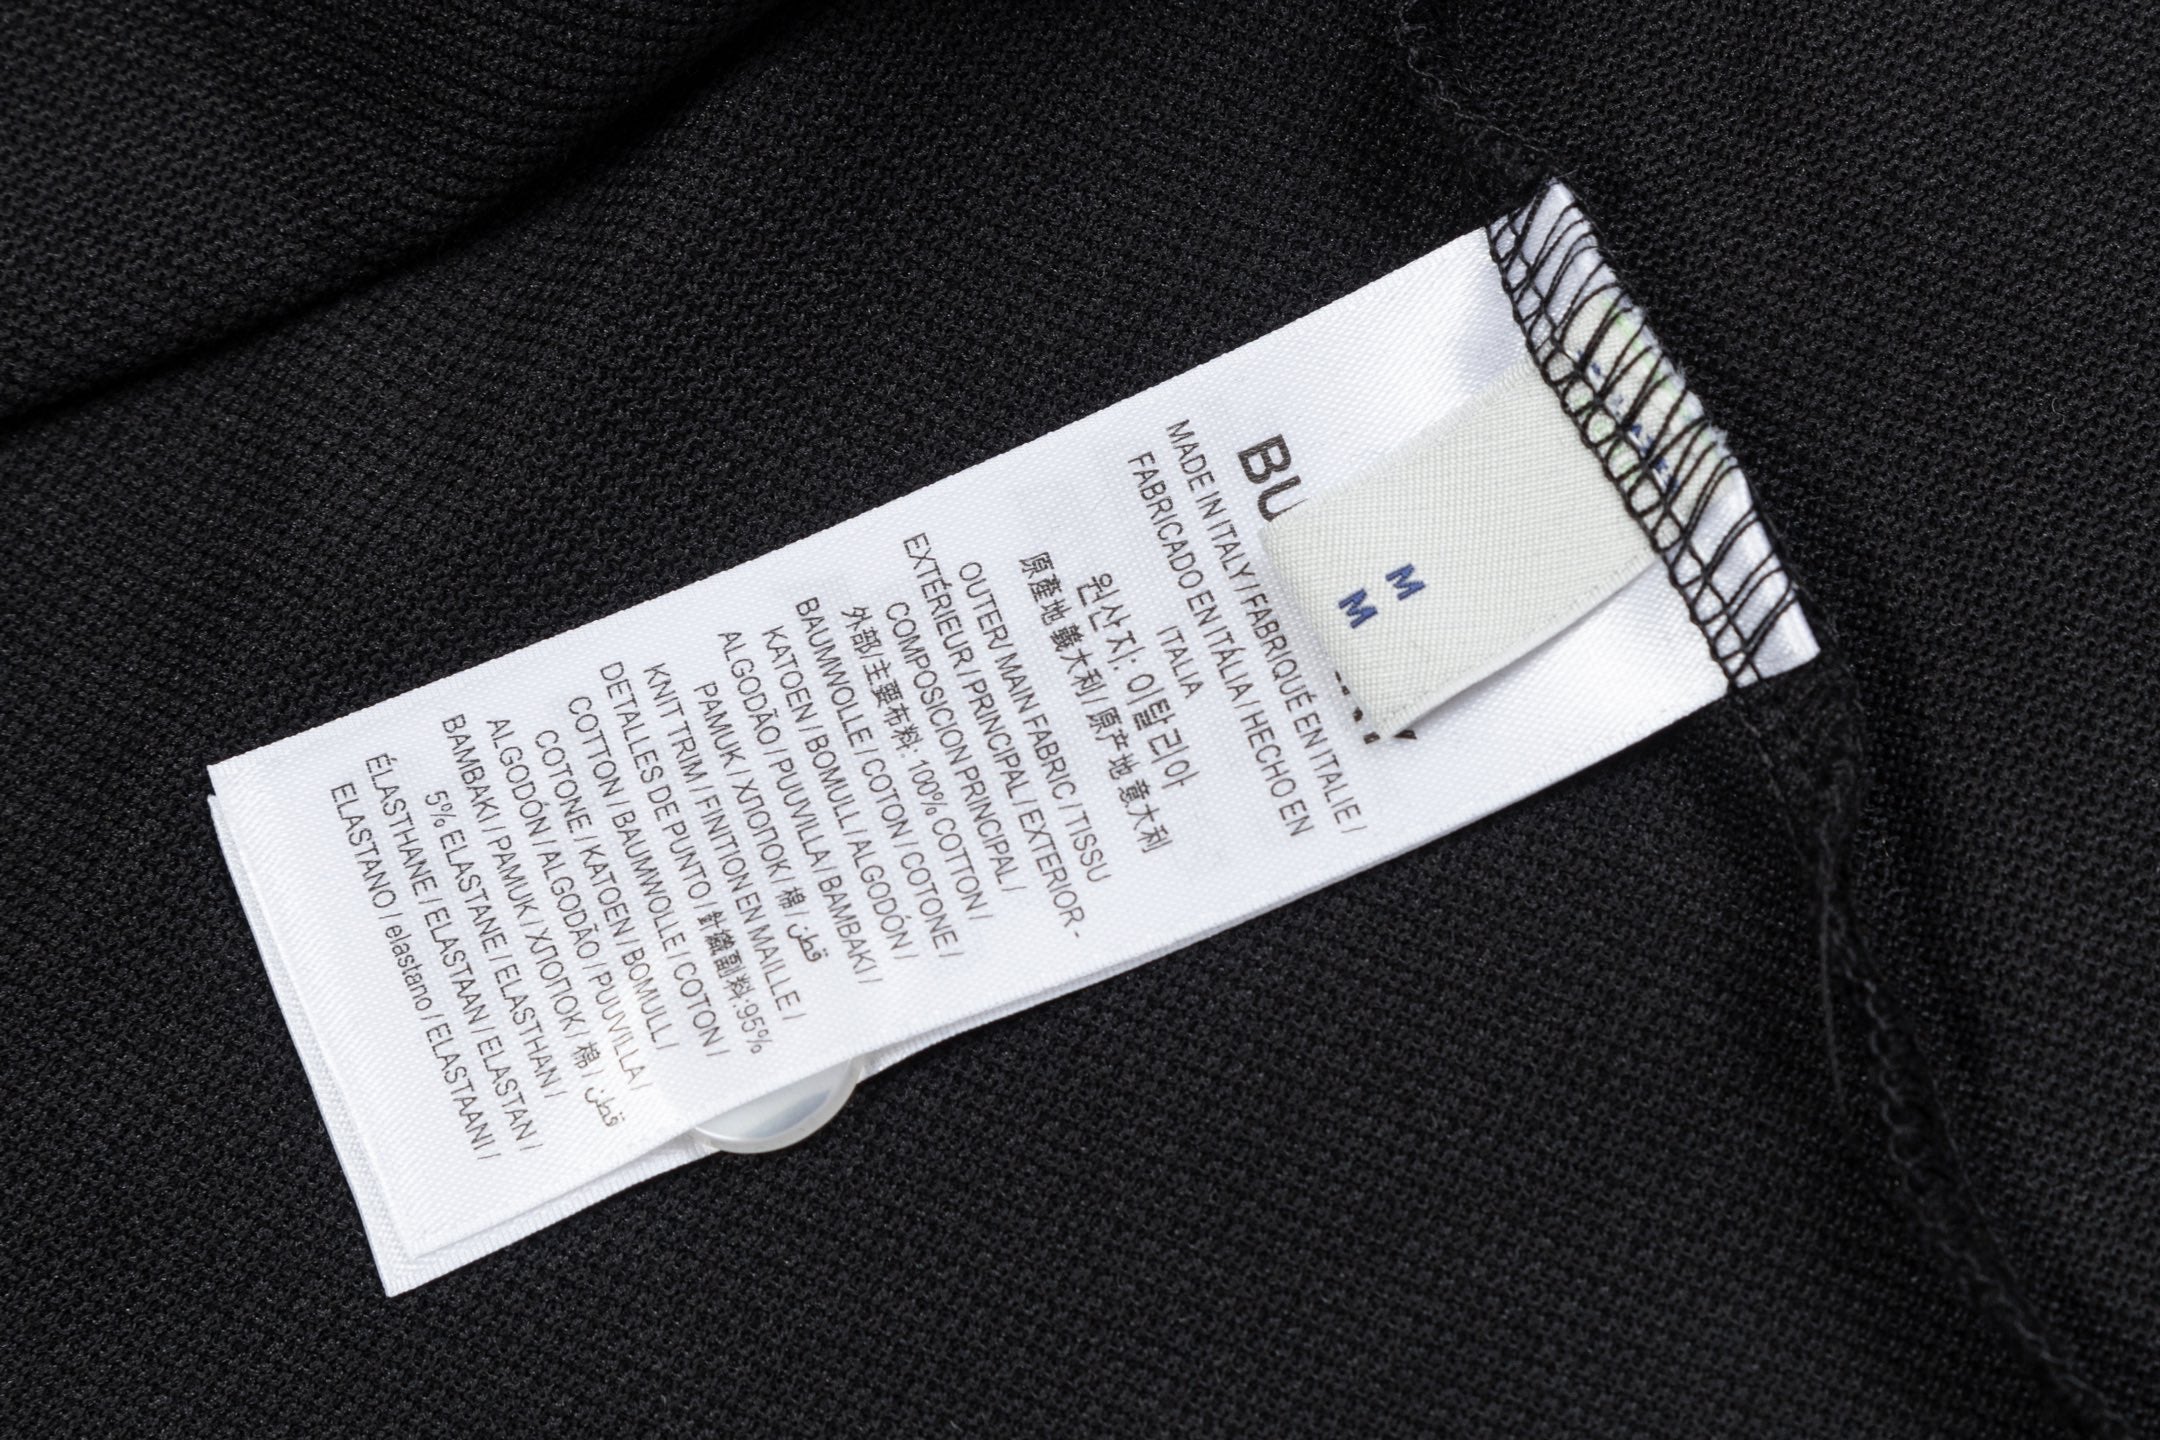 BU
MADE IN ITALY / FABRIQUÉ EN ITALIE /
FABRICADO EN ITÁLIA / HECHO EN
ITALIA
원산지: 이탈리아
原產地 義大利/ 原产地 意大利
OUTER/ MAIN FABRIC / TISSU
EXTÉRIEUR / PRINCIPAL / EXTERIOR -
COMPOSICION PRINCIPAL /
外部/主要布料: 100% COTTON /
BAUMWOLLE / COTON / COTONE /
KATOEN / BOMULL / ALGODÓN /
ALGODÃO / PUUVILLA / BAMBAKI /
PAMUK / ХЛОПОК / 棉 / قطن
KNIT TRIM / FINITION EN MAILLE /
DETALLES DE PUNTO / 針織副料:95%
COTTON / BAUMWOLLE / COTON /
COTONE / KATOEN / BOMULL /
ALGODÓN / ALGODÃO / PUUVILLA /
BAMBAKI / PAMUK / ХЛОПОК / 棉 / قطن
5% ELASTANE / ELASTHAN /
ÉLASTHANE / ELASTAAN / ELASTAN /
ELASTANO / elastano / ELASTAANI /
M
M